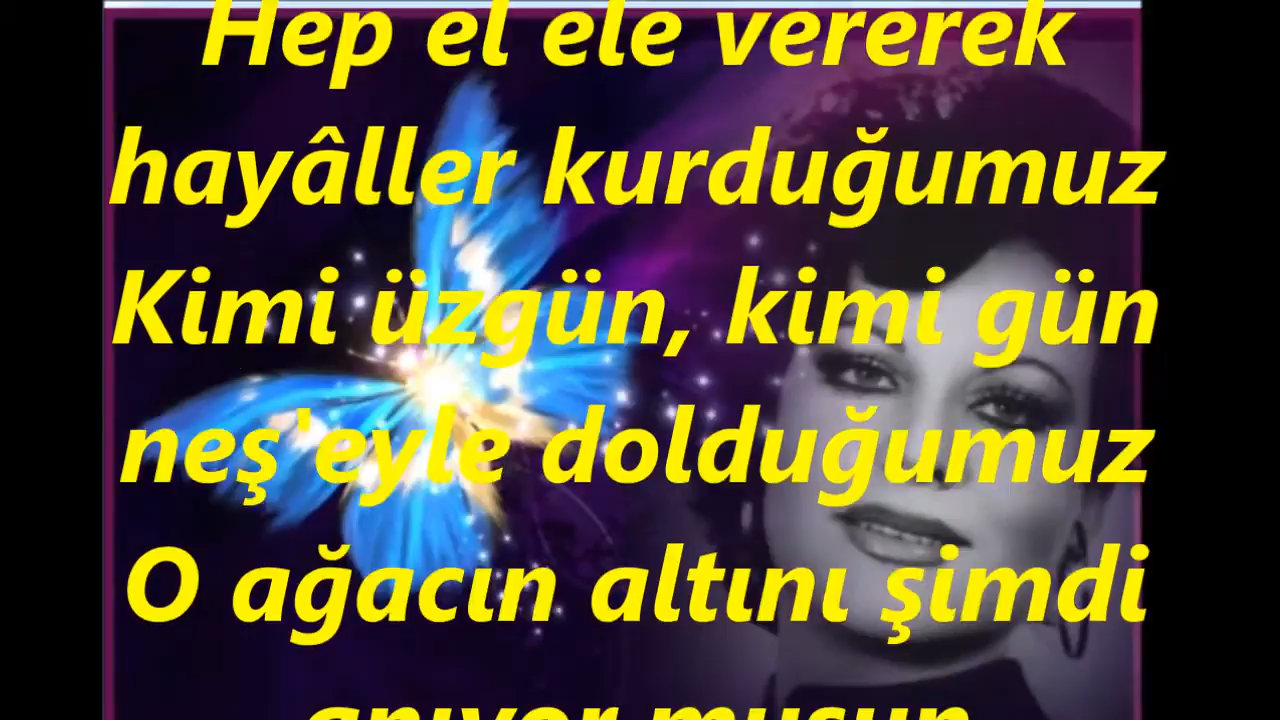 Hep el ele vererek
hayâller kurduğumuz
Kimi üzgün, kimi gün
neş'eyle dolduğumuz
O ağacın altını şimdi
anıyor musun